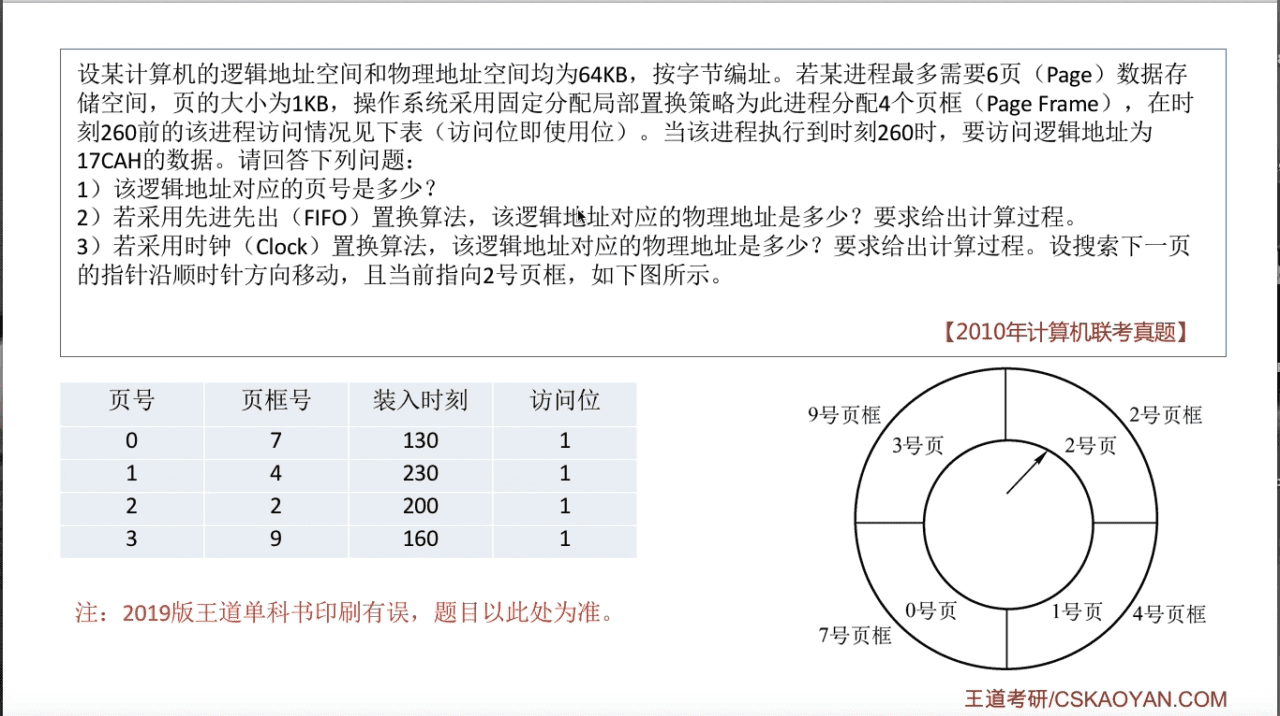 设某计算机的逻辑地址空间和物理地址空间均为64KB，按字节编址。若某进程最多需要6页（Page）数据存
储空间，页的大小为1KB，操作系统采用固定分配局部置换策略为此进程分配4个页框（Page Frame），在时
刻260前的该进程访问情况见下表（访问位即使用位）。当该进程执行到时刻260时，要访问逻辑地址为
17CAH的数据。请回答下列问题：
1）该逻辑地址对应的页号是多少？
2）若采用先进先出（FIFO）置换算法，该逻辑地址对应的物理地址是多少？要求给出计算过程。
3）若采用时钟（Clock）置换算法，该逻辑地址对应的物理地址是多少？要求给出计算过程。设搜索下一页
的指针沿顺时针方向移动，且当前指向2号页框，如下图所示。
【2010年计算机联考真题】
页号 页框号 装入时刻 访问位
0 7 130 1
1 4 230 1
2 2 200 1
3 9 160 1
注：2019版王道单科书印刷有误，题目以此处为准。
9号页框 2号页框
3号页 2号页
0号页 1号页 4号页框
7号页框
王道考研/CSKAOYAN.COM